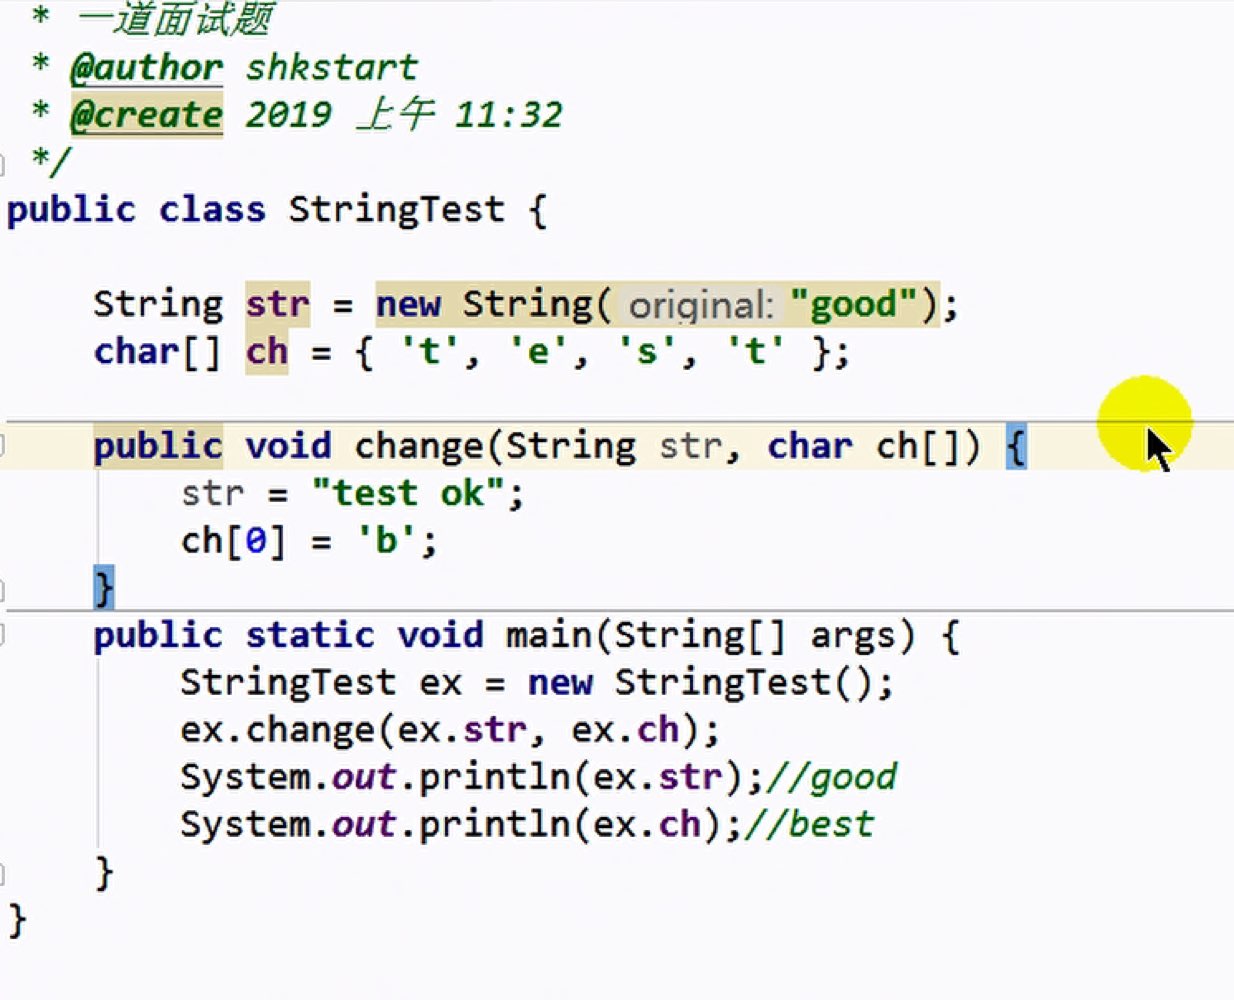 * 一道面试题
* @author shkstart
* @create 2019 上午 11:32
*/
public class StringTest {
String str = new String( original: "good");
char[] ch = { 't', 'e', 's', 't' };
public void change(String str, char ch[]) {
str = "test ok";
ch[0] = 'b';
}
public static void main(String[] args) {
StringTest ex = new StringTest();
ex.change(ex.str, ex.ch);
System.out.println(ex.str);//good
System.out.println(ex.ch);//best
}
}